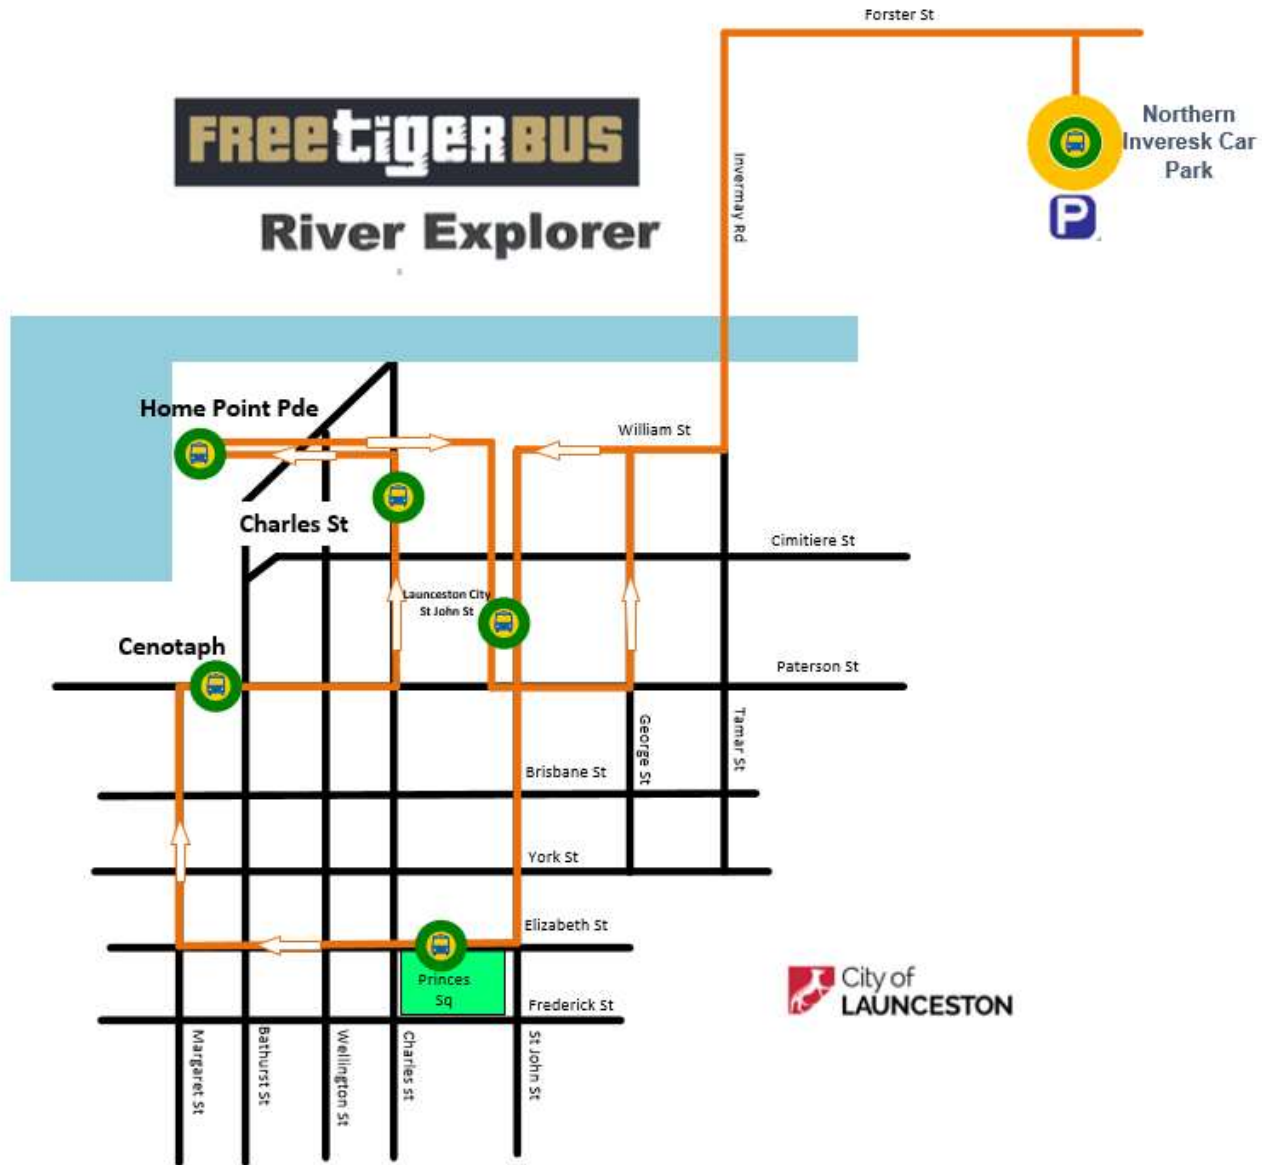 Forster St
FREE tiger BUS
River Explorer
Northern
Inveresk Car
Park
P
Invermay Rd
Home Point Pde
William St
Charles St
Cimitiere St
Launceston City
St John St
Cenotaph
Paterson St
George St
Tamar St
Brisbane St
York St
Elizabeth St
Princes
Sq
City of
LAUNCESTON
Frederick St
Margaret St
Bathurst St
Wellington St
Charles st
St John St